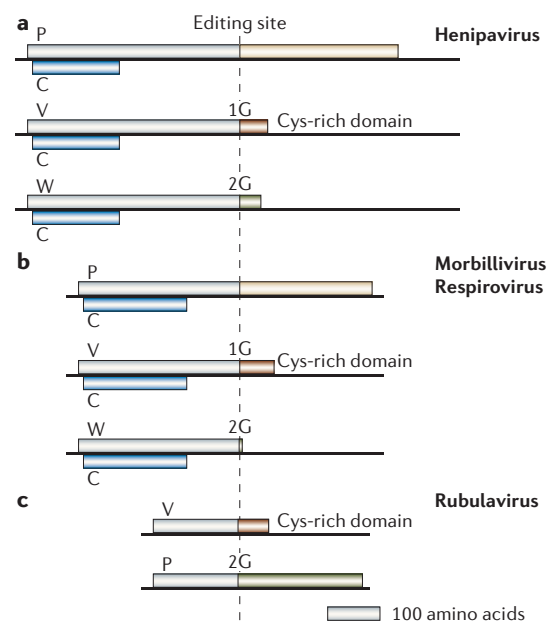 a
Editing site
P
Henipavirus
C
V
1G
Cys-rich domain
C
W
2G
C
b
P
Morbillivirus
Respirovirus
C
V
1G
Cys-rich domain
C
W
2G
C
c
Rubulavirus
V
Cys-rich domain
P
2G
100 amino acids